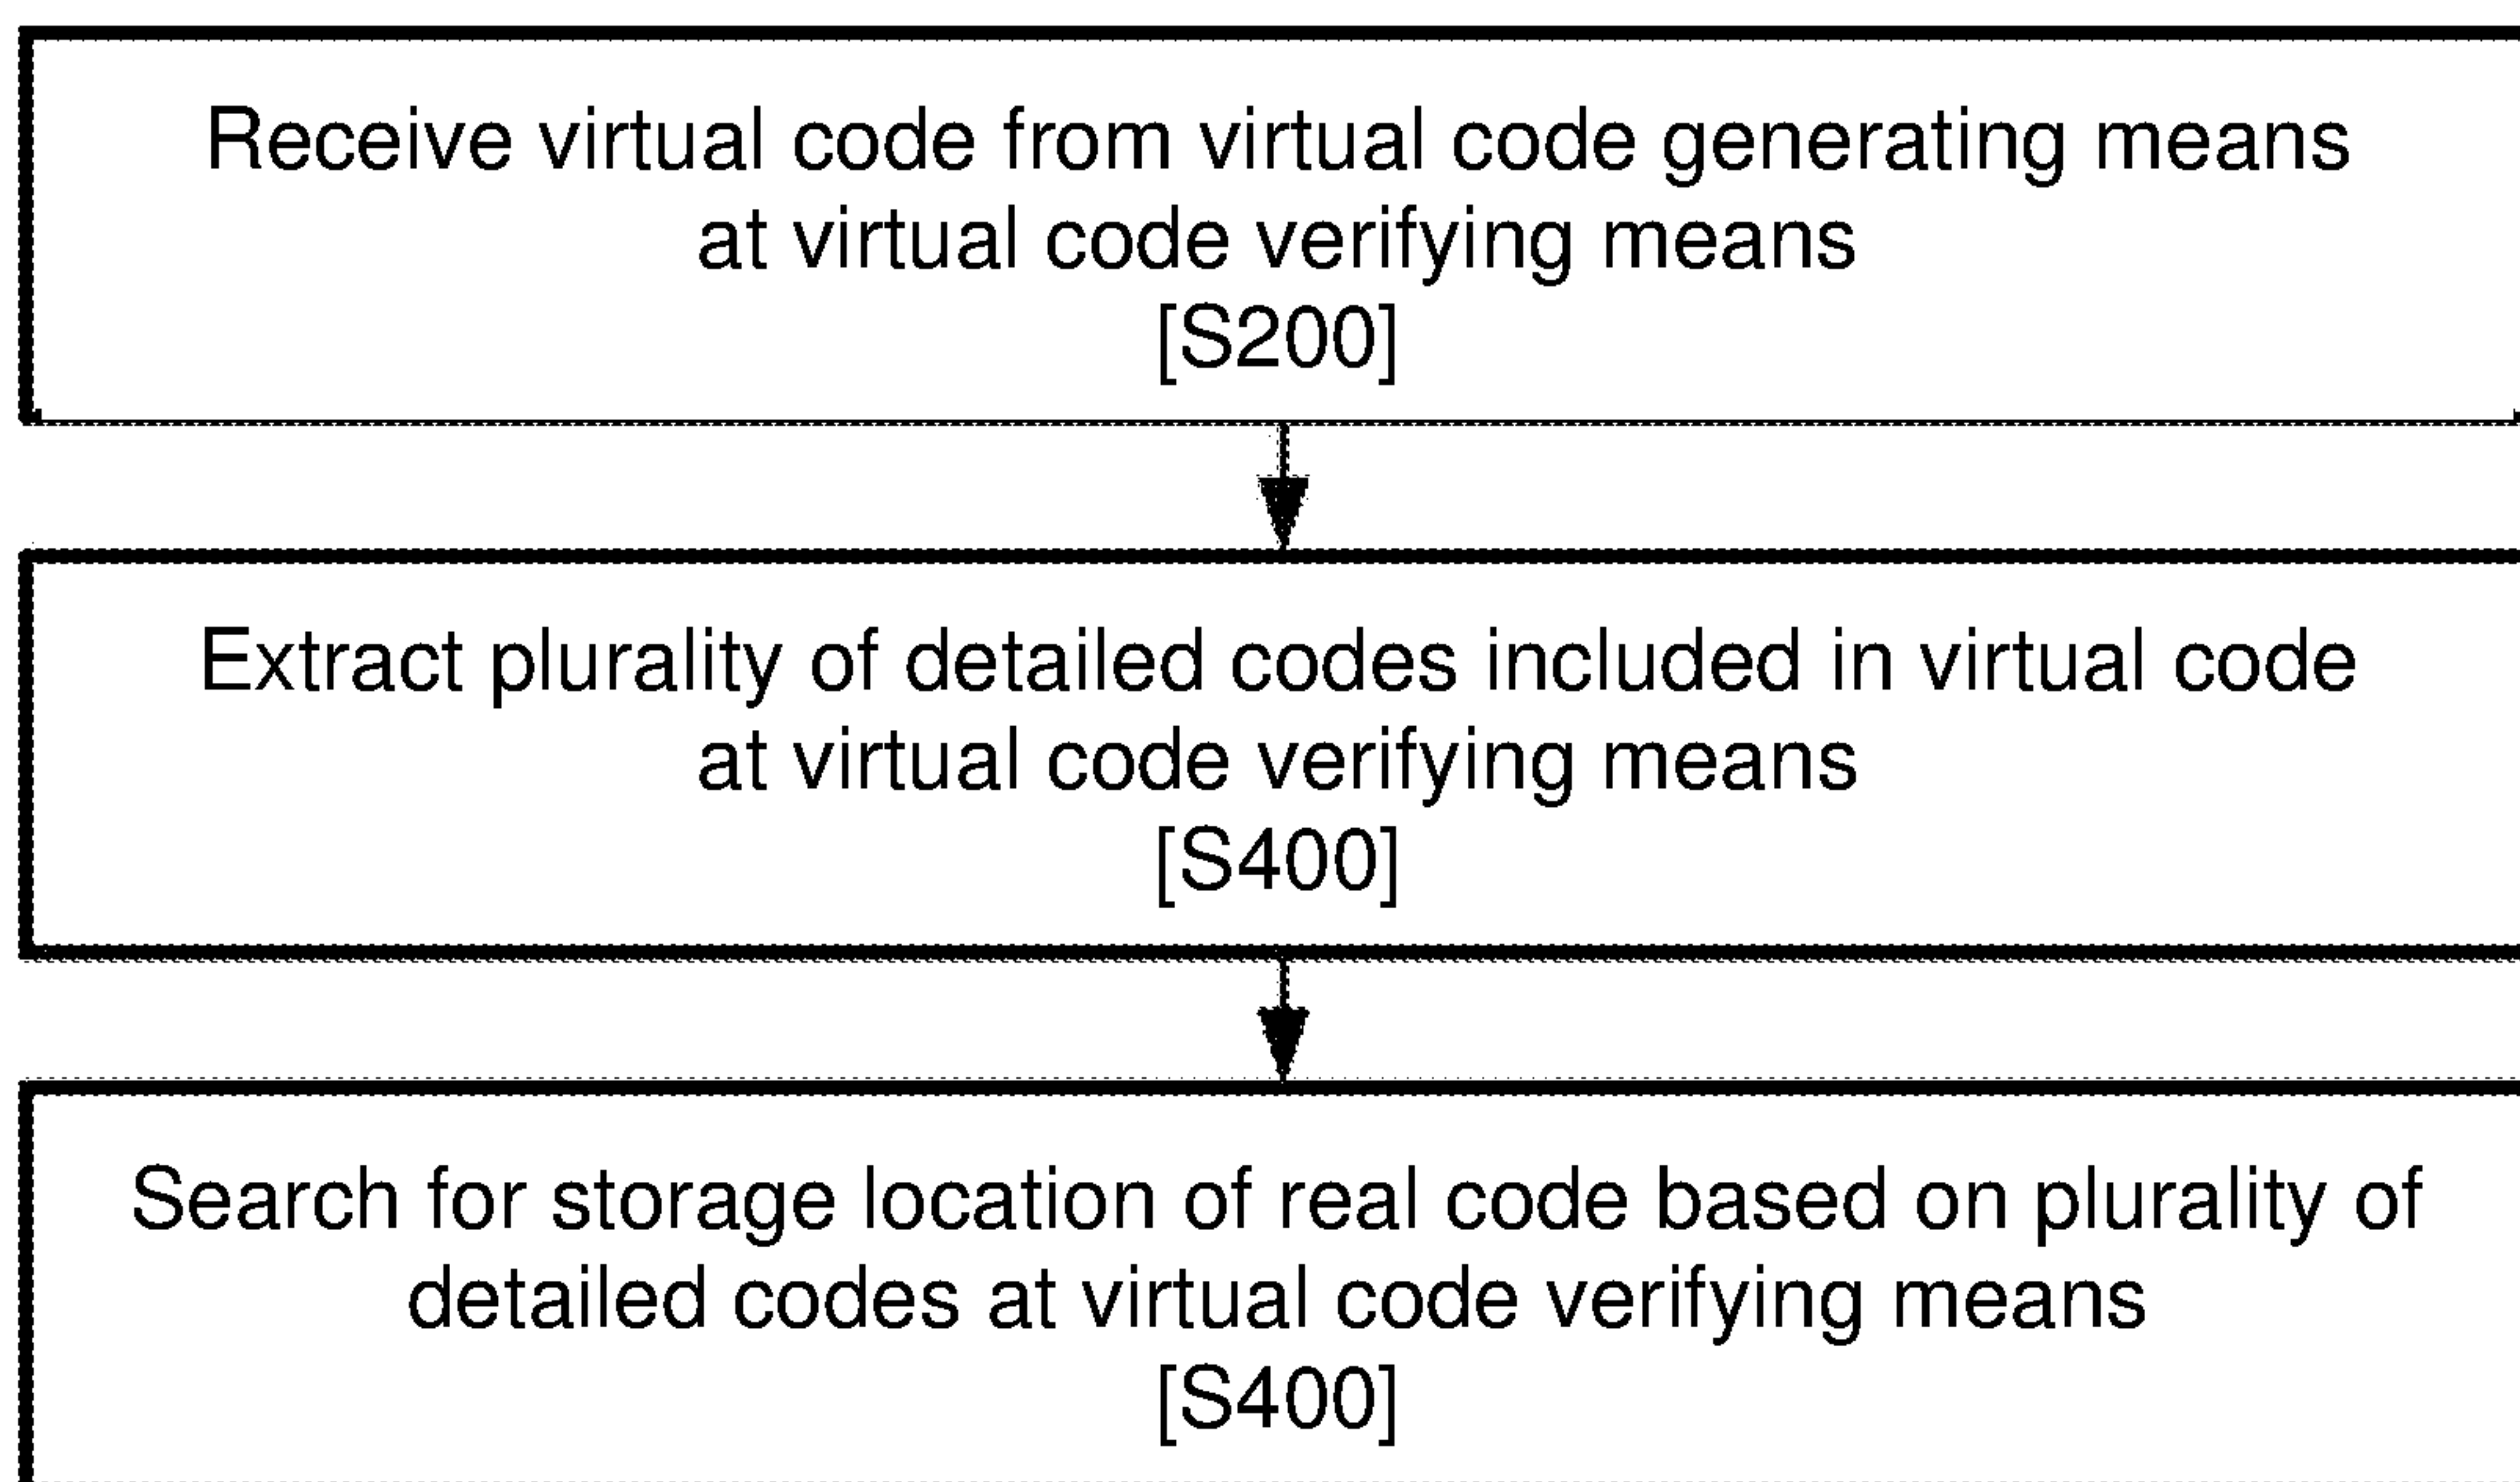 Receive virtual code from virtual code generating means
at virtual code verifying means
[S200]
Extract plurality of detailed codes included in virtual code
at virtual code verifying means
[S400]
Search for storage location of real code based on plurality of
detailed codes at virtual code verifying means
[S400]